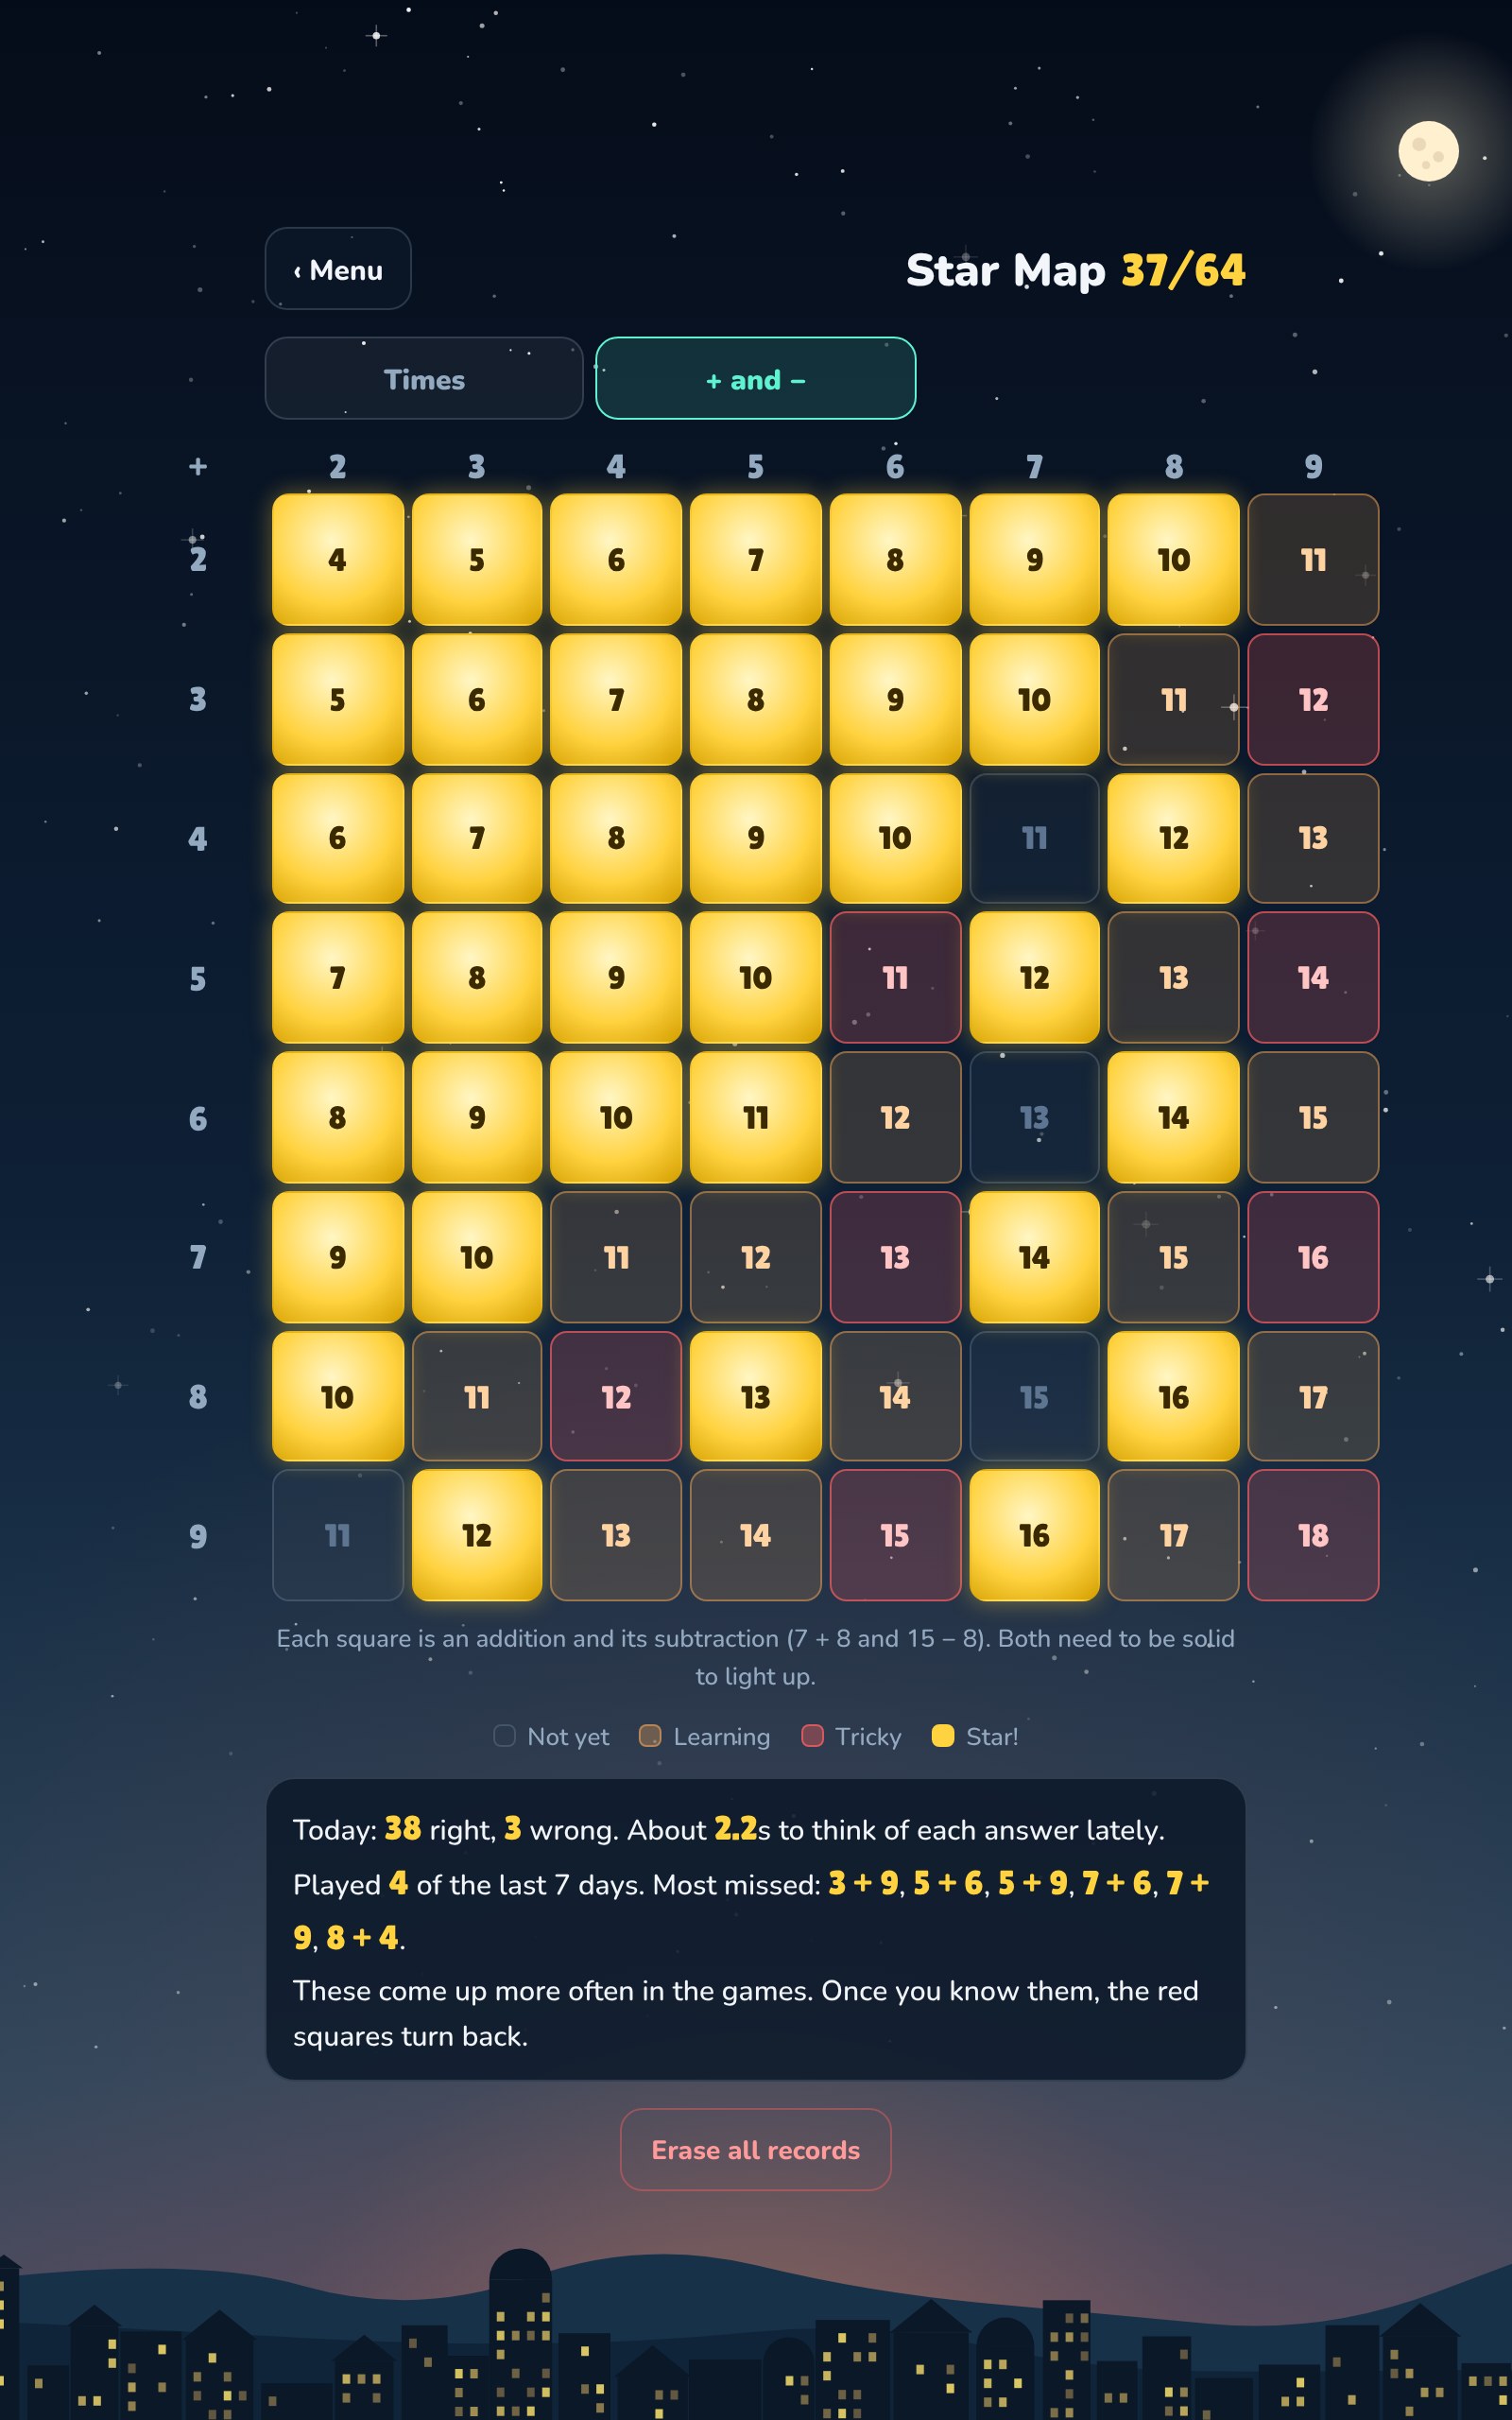 ‹ Menu
Star Map 37/64
Times
+ and −
+ 2 3 4 5 6 7 8 9
2 4 5 6 7 8 9 10 11
3 5 6 7 8 9 10 11 12
4 6 7 8 9 10 11 12 13
5 7 8 9 10 11 12 13 14
6 8 9 10 11 12 13 14 15
7 9 10 11 12 13 14 15 16
8 10 11 12 13 14 15 16 17
9 11 12 13 14 15 16 17 18
Each square is an addition and its subtraction (7 + 8 and 15 − 8). Both need to be solid
to light up.
Not yet Learning Tricky Star!
Today: 38 right, 3 wrong. About 2.2s to think of each answer lately.
Played 4 of the last 7 days. Most missed: 3 + 9, 5 + 6, 5 + 9, 7 + 6, 7 +
9, 8 + 4.
These come up more often in the games. Once you know them, the red
squares turn back.
Erase all records